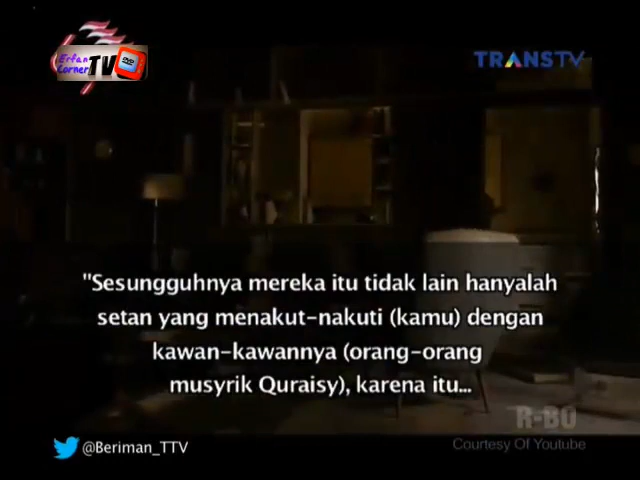 Erfan
Corner TV
DVD
TRANSTV
"Sesungguhnya mereka itu tidak lain hanyalah
setan yang menakut-nakuti (kamu) dengan
kawan-kawannya (orang-orang
musyrik Quraisy), karena itu...
R-BO
@Beriman_TTV
Courtesy Of Youtube